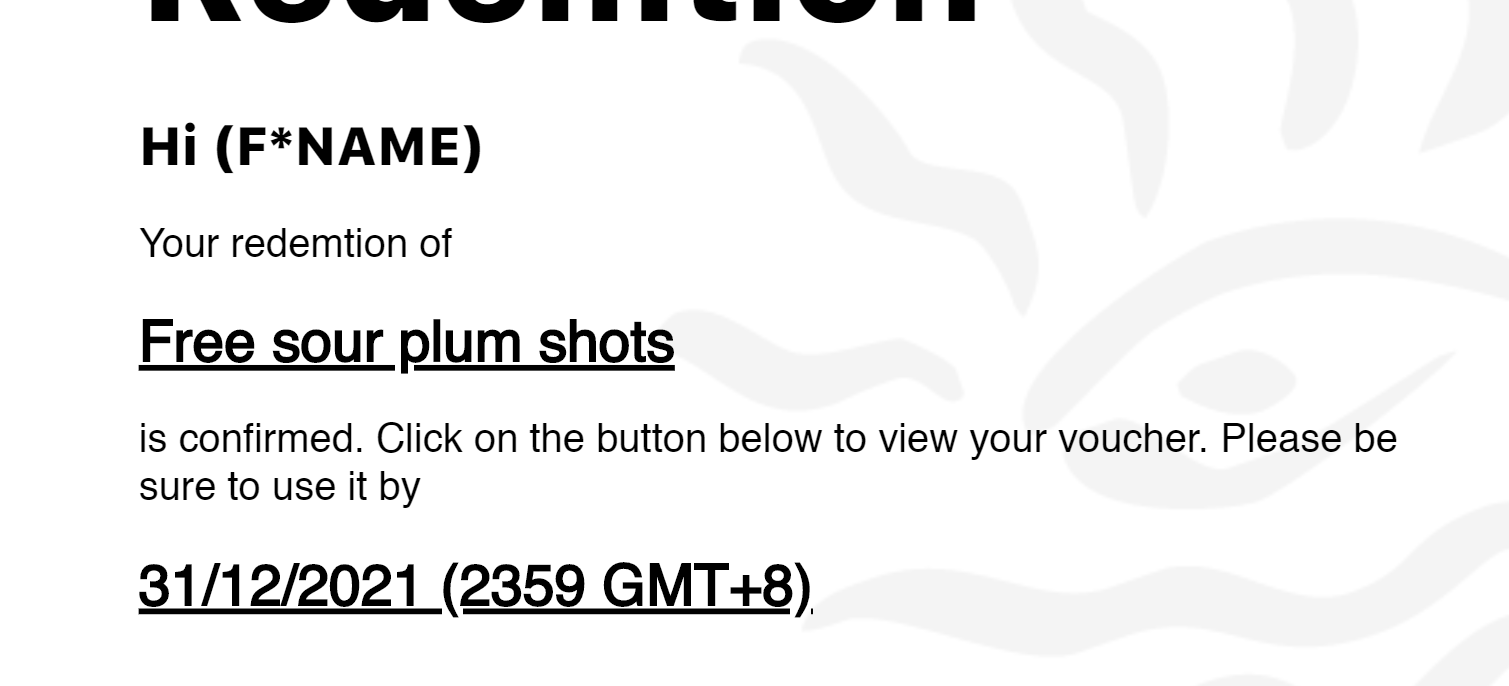 Redemtion
Hi (F*NAME)
Your redemtion of
Free sour plum shots
is confirmed. Click on the button below to view your voucher. Please be
sure to use it by
31/12/2021 (2359 GMT+8)